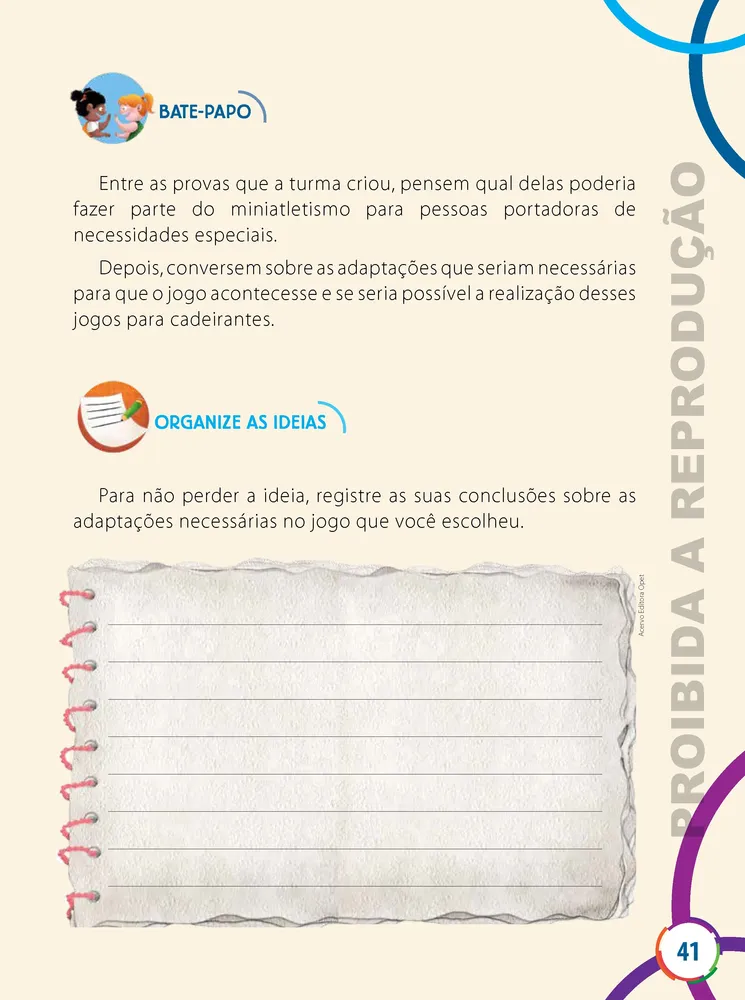 BATE-PAPO
Entre as provas que a turma criou, pensem qual delas poderia
fazer parte do miniatletismo para pessoas portadoras de
necessidades especiais.
Depois, conversem sobre as adaptações que seriam necessárias
para que o jogo acontecesse e se seria possível a realização desses
jogos para cadeirantes.
ORGANIZE AS IDEIAS
Para não perder a ideia, registre as suas conclusões sobre as
adaptações necessárias no jogo que você escolheu.
Acervo Editora Opet
PROIBIDA A REPRODUÇÃO
41